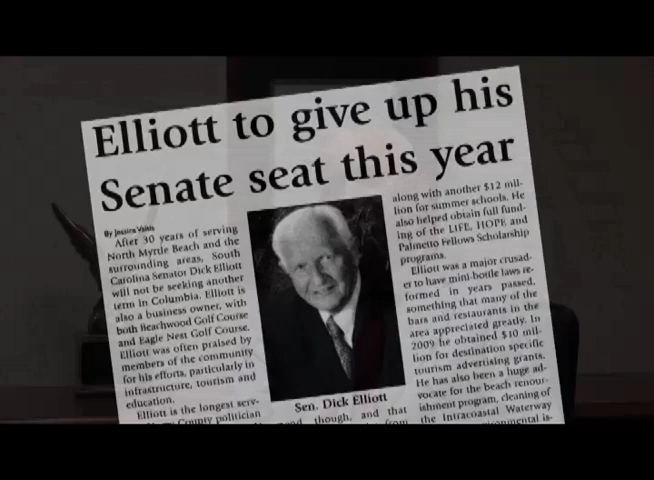 Elliott to give up his
Senate seat this year
By Jessica
After 30 years of serving
North Myrtle Beach and the
surrounding areas, South
Carolina Senator Dick Elliott
will not be seeking another
term in Columbia. Elliott is
also a business owner, with
both Beachwood Golf Course
and Eagle Nest Golf Course.
Elliott was often praised by
members of the community
for his efforts, particularly in
infrastructure, tourism and
education.
Elliott is the longest serv-
County politician
Sen. Dick Elliott
though, and that
from
along with another $12 mil-
lion for summer schools. He
also helped obtain full fund-
ing of the LIFE, HOPE and
Palmetto Fellows Scholarship
programs.
Elliott was a major crusad-
er to have mini-bottle laws re-
formed in years passed,
something that many of the
bars and restaurants in the
area appreciated greatly. In
2009 he obtained $10 mil-
lion for destination specific
tourism advertising grants.
He has also been a huge ad-
vocate for the beach renour-
ishment program, cleaning of
the Intracoastal Waterway